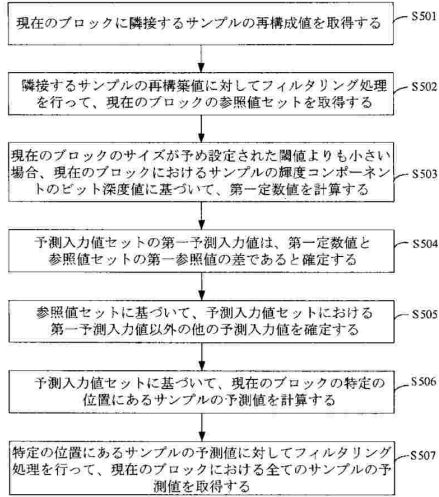 現在のブロックに隣接するサンプルの再構成値を取得する
S501
隣接するサンプルの再構築値に対してフィルタリング処理
を行って、現在のブロックの参照値セットを取得する
S502
現在のブロックのサイズが予め設定された閾値よりも小さい
場合、現在のブロックにおけるサンプルの輝度コンポーネント
のビット深度値に基づいて、第一定数値を計算する
S503
予測入力値セットの第一予測入力値は、第一定数値と
参照値セットの第一参照値の差であると確定する
S504
参照値セットに基づいて、予測入力値セットにおける
第一予測入力値以外の他の予測入力値を確定する
S505
予測入力値セットに基づいて、現在のブロックの特定の
位置にあるサンプルの予測値を計算する
S506
特定の位置にあるサンプルの予測値に対してフィルタリング
処理を行って、現在のブロックにおける全てのサンプルの予
測値を取得する
S507